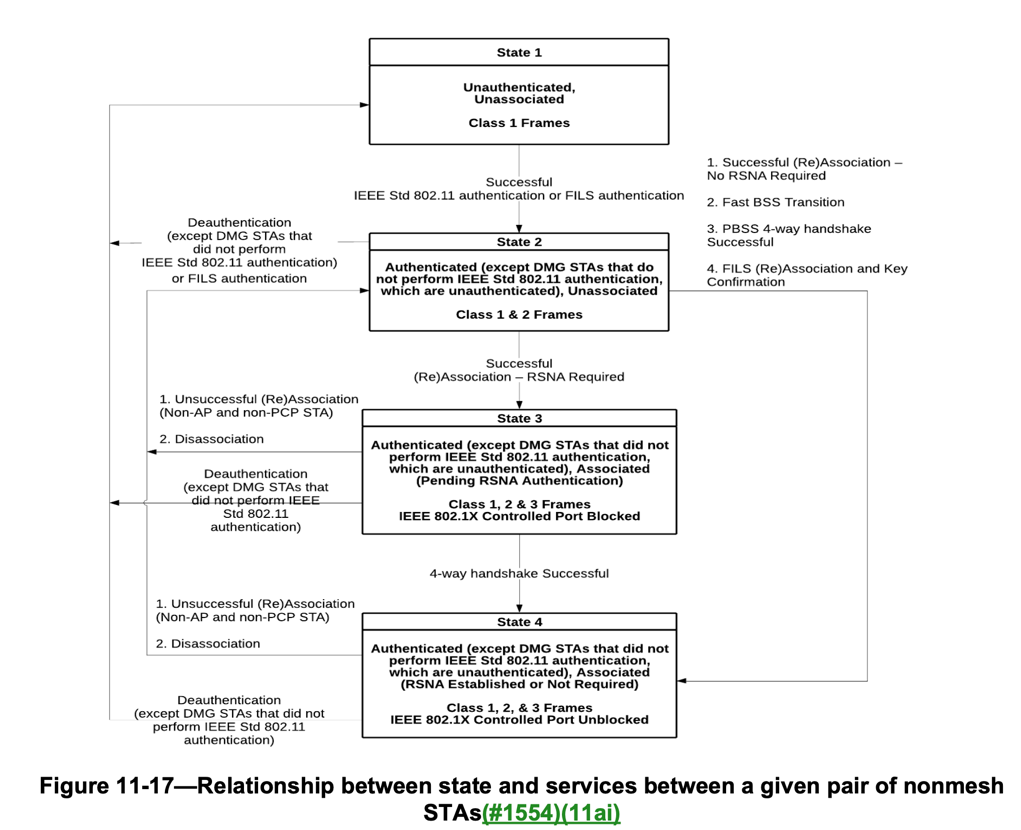 State 1
Unauthenticated,
Unassociated
Class 1 Frames
Successful
IEEE Std 802.11 authentication or FILS authentication
1. Successful (Re)Association –
No RSNA Required
2. Fast BSS Transition
3. PBSS 4-way handshake
Successful
4. FILS (Re)Association and Key
Confirmation
Deauthentication
(except DMG STAs that
did not perform
IEEE Std 802.11 authentication)
or FILS authentication
State 2
Authenticated (except DMG STAs that do
not perform IEEE Std 802.11 authentication,
which are unauthenticated), Unassociated
Class 1 & 2 Frames
Successful
(Re)Association – RSNA Required
1. Unsuccessful (Re)Association
(Non-AP and non-PCP STA)
2. Disassociation
Deauthentication
(except DMG STAs that
did not perform IEEE
Std 802.11
authentication)
State 3
Authenticated (except DMG STAs that did not
perform IEEE Std 802.11 authentication,
which are unauthenticated), Associated
(Pending RSNA Authentication)
Class 1, 2 & 3 Frames
IEEE 802.1X Controlled Port Blocked
4-way handshake Successful
1. Unsuccessful (Re)Association
(Non-AP and non-PCP STA)
2. Disassociation
State 4
Authenticated (except DMG STAs that did not
perform IEEE Std 802.11 authentication,
which are unauthenticated), Associated
(RSNA Established or Not Required)
Class 1, 2, & 3 Frames
IEEE 802.1X Controlled Port Unblocked
Deauthentication
(except DMG STAs that did not
perform IEEE Std 802.11
authentication)
Figure 11-17—Relationship between state and services between a given pair of nonmesh
STAs(#1554)(11ai)